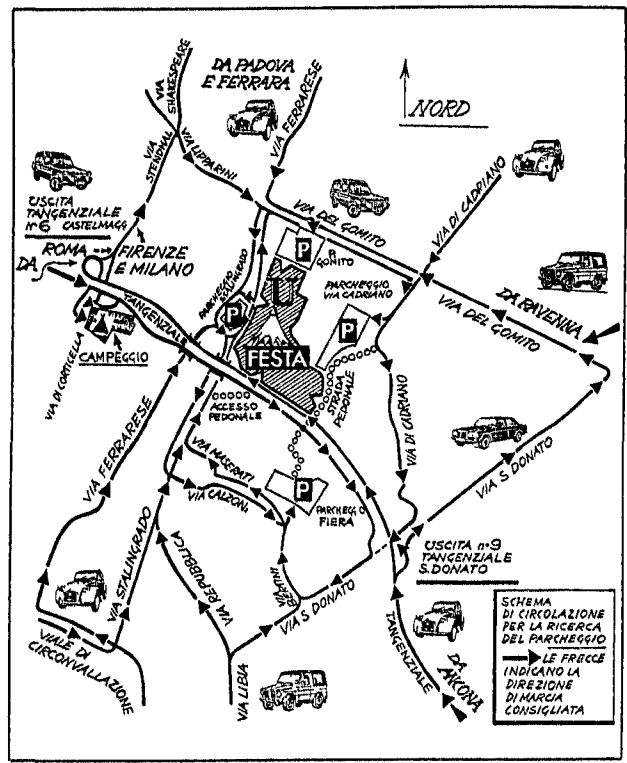 VIA SHAKESPEARE
DA PADOVA
E FERRARA
VIA FERRARESE
NORD
VIA STENDHAL
VIA LIPPARINI
USCITA
TANGENZIALE
N°6 CASTELMAGG.
VIA DEL GOMITO
VIA DI CADRIANO
ROMA
FIRENZE
E MILANO
DA
P
P. GOMITO
PARCHEGGIO
VIA CADRIANO
PARCHEGGIO
STALINGRADO
P
P
TANGENZIALE
DA RAVENNA
VIA DEL GOMITO
CAMPEGGIO
VIA DI CORTICELLA
FESTA
STRADA
PEDONALE
ACCESSO
PEDONALE
VIA DI CADRIANO
VIA FERRARESE
VIA MASERATI
VIA S. DONATO
VIA CALZONI
P
PARCHEGGIO
FIERA
VIA STALINGRADO
VIA REPUBBLICA
USCITA n°9
TANGENZIALE
S. DONATO
VIA
BERTINI
VIA S. DONATO
VIALE DI
CIRCONVALLAZIONE
VIA LIBIA
TANGENZIALE
DA
ANCONA
SCHEMA
DI CIRCOLAZIONE
PER LA RICERCA
DEL PARCHEGGIO
LE FRECCE
INDICANO LA
DIREZIONE
DI MARCIA
CONSIGLIATA